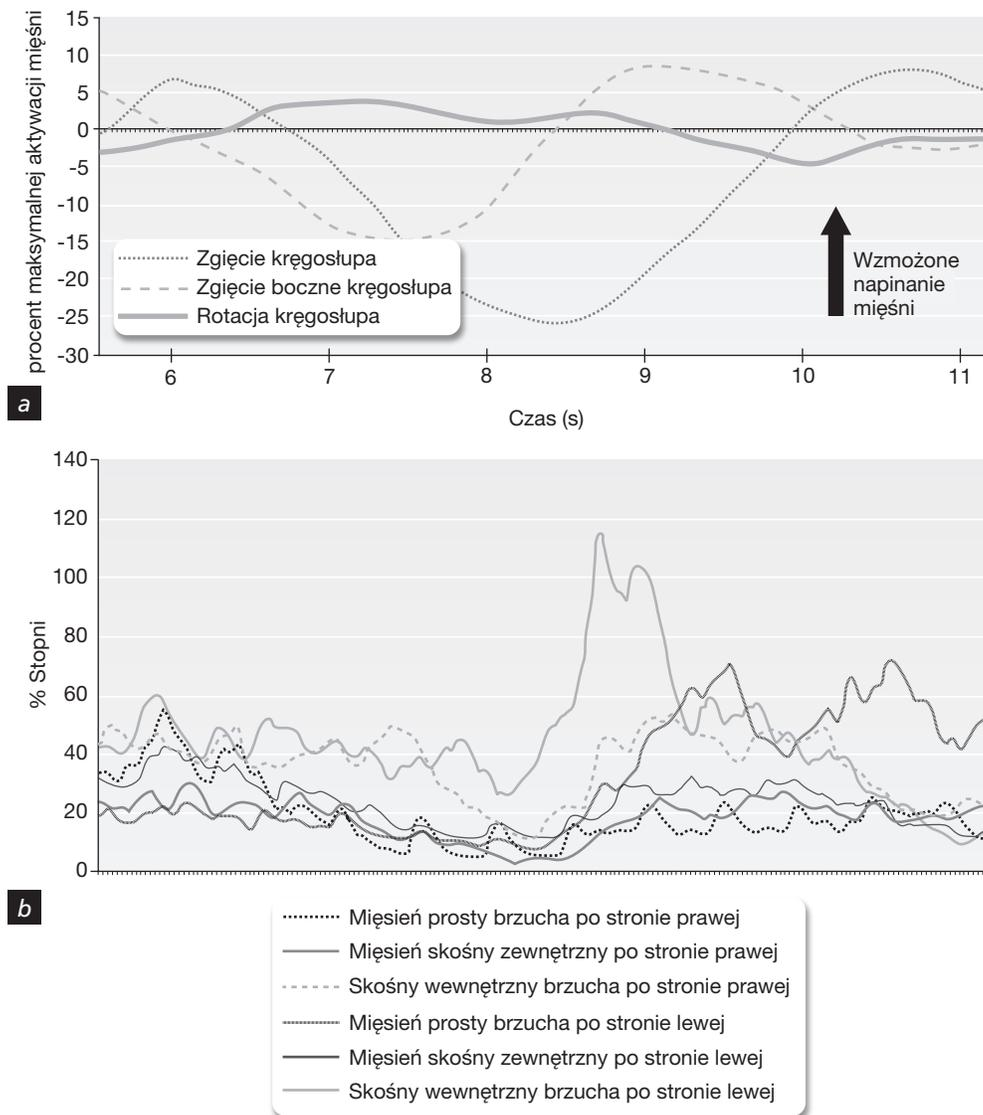 procent maksymalnej aktywacji mięśni
15
10
5
0
-5
-10
-15
-20
-25
-30
Zgięcie kręgosłupa
Zgięcie boczne kręgosłupa
Rotacja kręgosłupa
Wzmożone
napinanie
mięśni
6 7 8 9 10 11
Czas (s)
a
% Stopni
140
120
100
80
60
40
20
0
b
Mięsień prosty brzucha po stronie prawej
Mięsień skośny zewnętrzny po stronie prawej
Skośny wewnętrzny brzucha po stronie prawej
Mięsień prosty brzucha po stronie lewej
Mięsień skośny zewnętrzny po stronie lewej
Skośny wewnętrzny brzucha po stronie lewej